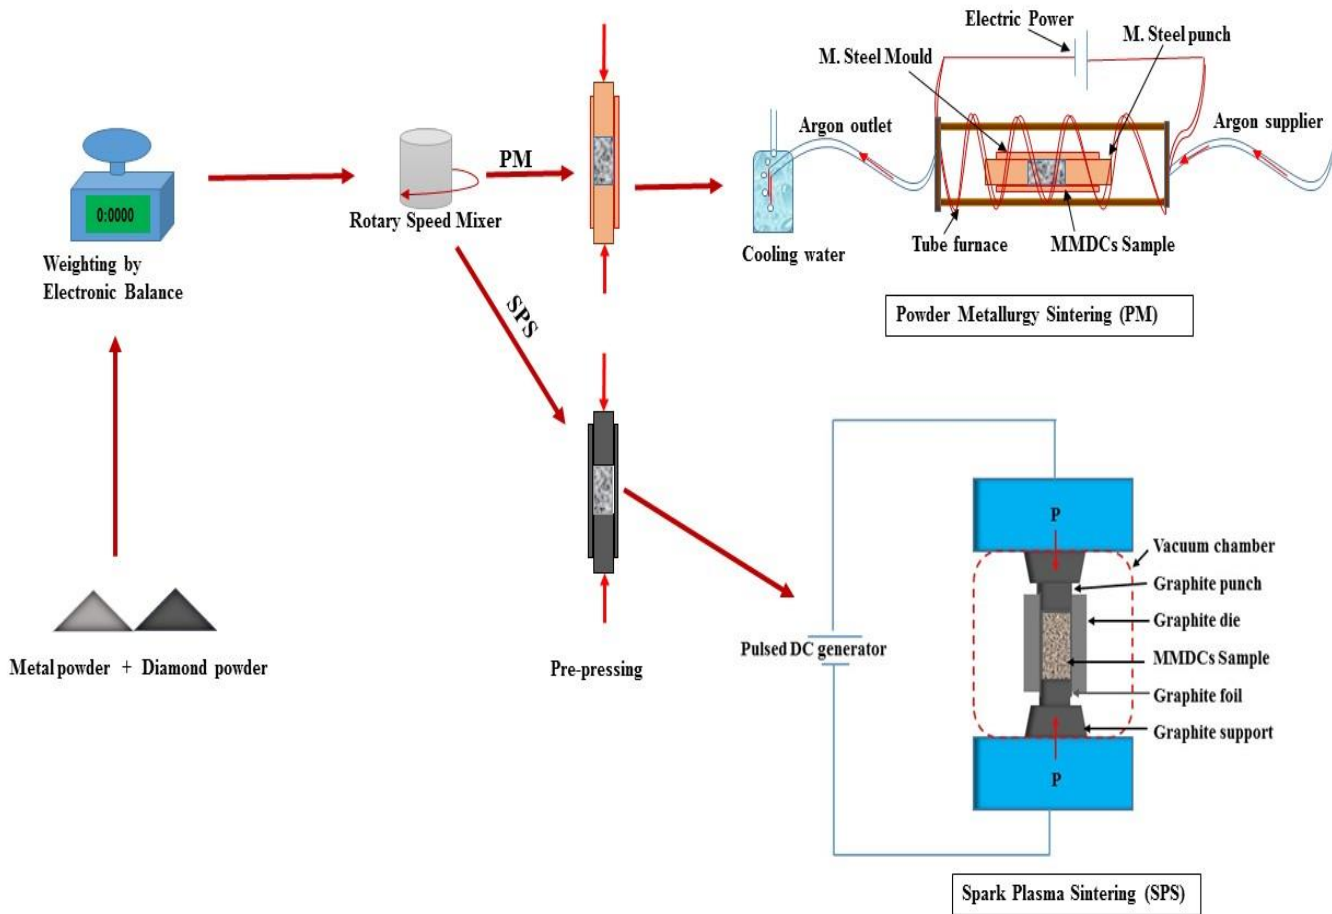 Electric Power
M. Steel punch
M. Steel Mould
Argon outlet
Argon supplier
0:0000
PM
Rotary Speed Mixer
Tube furnace
MMDCs Sample
Cooling water
Weighting by
Electronic Balance
SPS
Powder Metallurgy Sintering (PM)
P
Vacuum chamber
Graphite punch
Graphite die
Pulsed DC generator
MMDCs Sample
Metal powder + Diamond powder
Pre-pressing
Graphite foil
Graphite support
P
Spark Plasma Sintering (SPS)